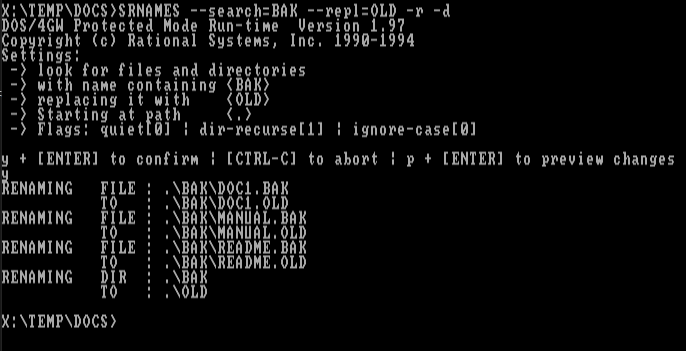 X:\TEMP\DOCS>SRNAMES --search=BAK --repl=OLD -r -d
DOS/4GW Protected Mode Run-time  Version 1.97
Copyright (c) Rational Systems, Inc. 1990-1994
Settings:
 -> look for files and directories
 -> with name containing <BAK>
 -> replacing it with    <OLD>
 -> Starting at path     <.>
 -> Flags: quiet[0] ¦ dir-recurse[1] ¦ ignore-case[0]
y + [ENTER] to confirm ¦ [CTRL-C] to abort ¦ p + [ENTER] to preview changes
y
RENAMING   FILE : .\BAK\DOC1.BAK
           TO   : .\BAK\DOC1.OLD
RENAMING   FILE : .\BAK\MANUAL.BAK
           TO   : .\BAK\MANUAL.OLD
RENAMING   FILE : .\BAK\README.BAK
           TO   : .\BAK\README.OLD
RENAMING   DIR  : .\BAK
           TO   : .\OLD
X:\TEMP\DOCS>